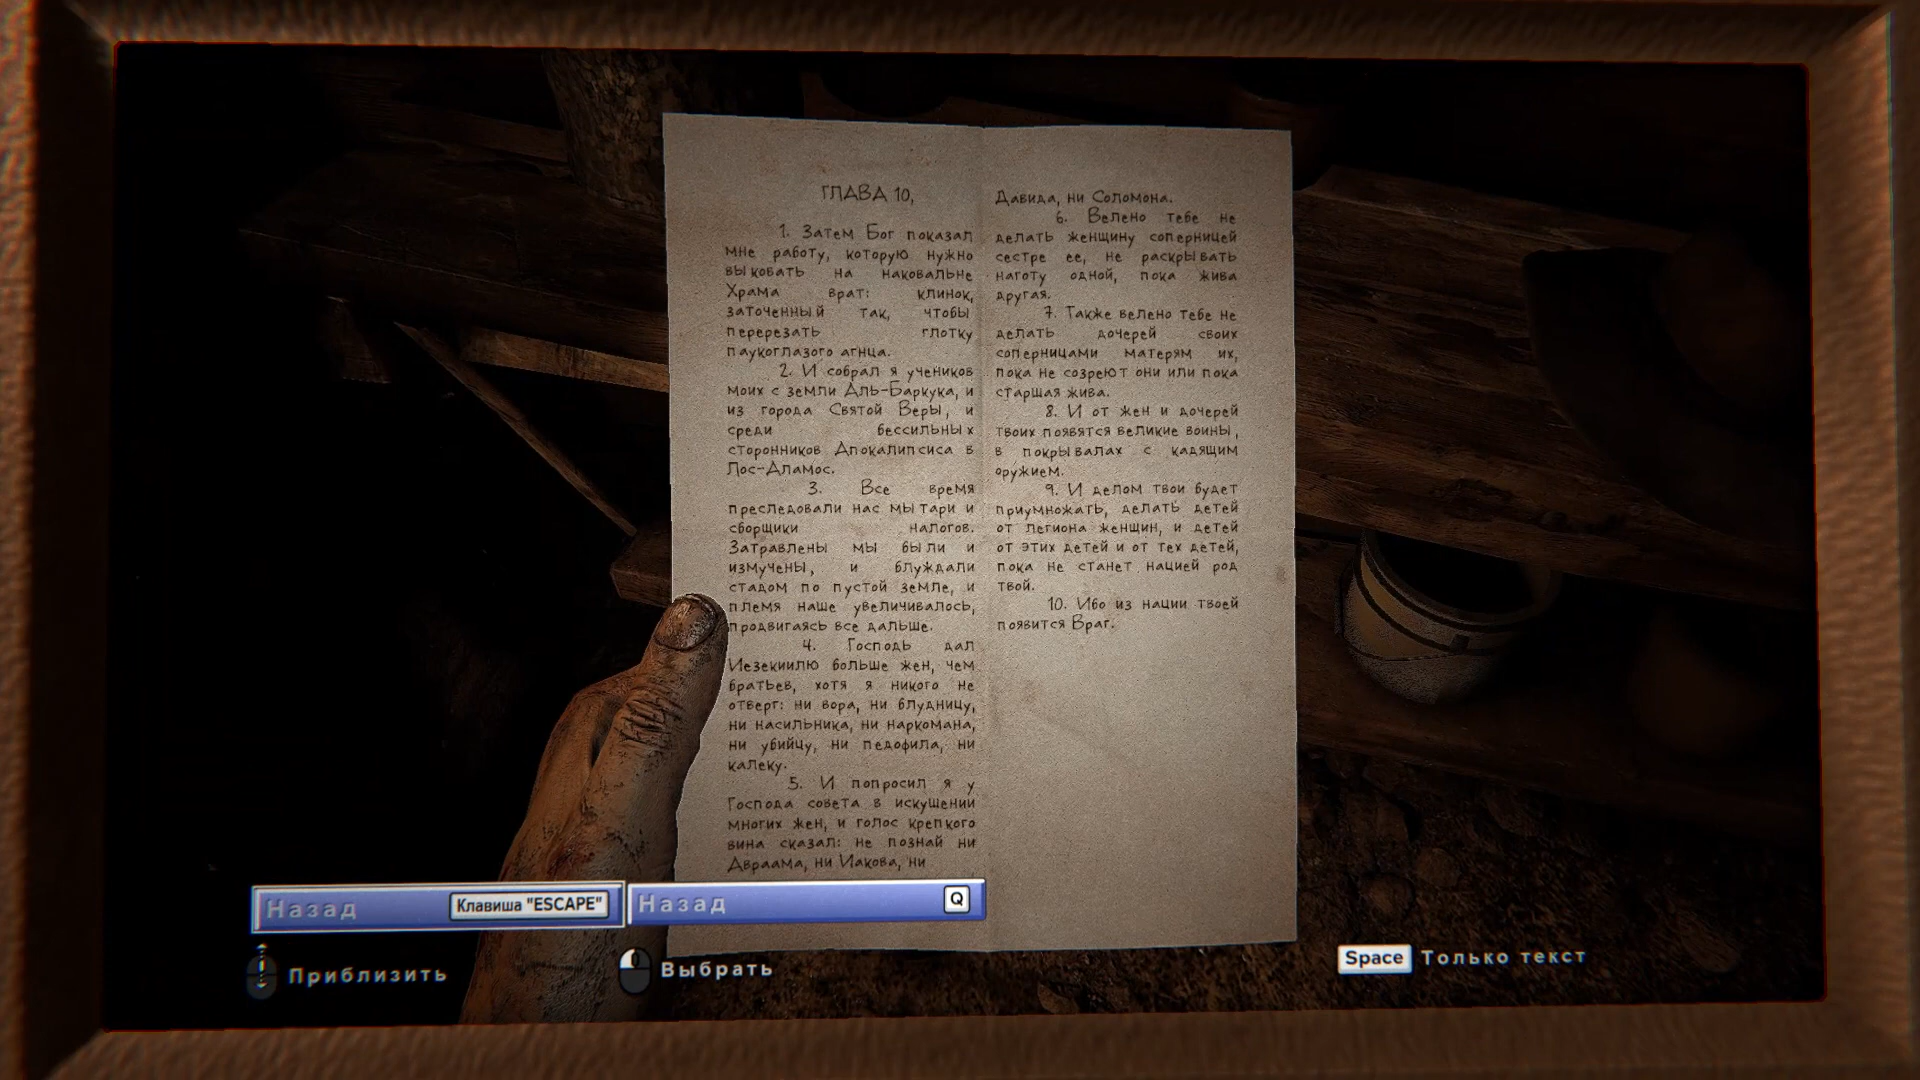 ГЛАВА 10,
1. Затем Бог показал
мне работу, которую нужно
выковать на наковальне
Храма врат: клинок,
заточенный так, чтобы
перерезать глотку
паукоглазого агнца.
2. И собрал я учеников
моих с земли Аль-Баркука, и
из города Святой Веры, и
среди бессильных
сторонников Апокалипсиса в
Лос-Аламос.
3. Все время
преследовали нас мытари и
сборщики налогов.
Затравлены мы были и
измучены, и блуждали
стадом по пустой земле, и
племя наше увеличивалось,
продвигаясь все дальше.
4. Господь дал
Иезекиилю больше жен, чем
братьев, хотя я никого не
отверг: ни вора, ни блудницу,
ни насильника, ни наркомана,
ни убийцу, ни педофила, ни
калеку.
5. И попросил я у
Господа совета в искушении
многих жен, и голос крепкого
вина сказал: не познай ни
Авраама, ни Иакова, ни
Давида, ни Соломона.
6. Велено тебе не
делать женщину соперницей
сестре ее, не раскрывать
наготу одной, пока жива
другая.
7. Также велено тебе не
делать дочерей своих
соперницами матерям их,
пока не созреют они или пока
старшая жива.
8. И от жен и дочерей
твоих появятся великие воины,
в покрывалах с кадящим
оружием.
9. И делом твои будет
приумножать, делать детей
от легиона женщин, и детей
от этих детей и от тех детей,
пока не станет нацией род
твой.
10. Ибо из нации твоей
появится Враг.
Назад Клавиша "ESCAPE" Назад Q
Приблизить Выбрать Space Только текст